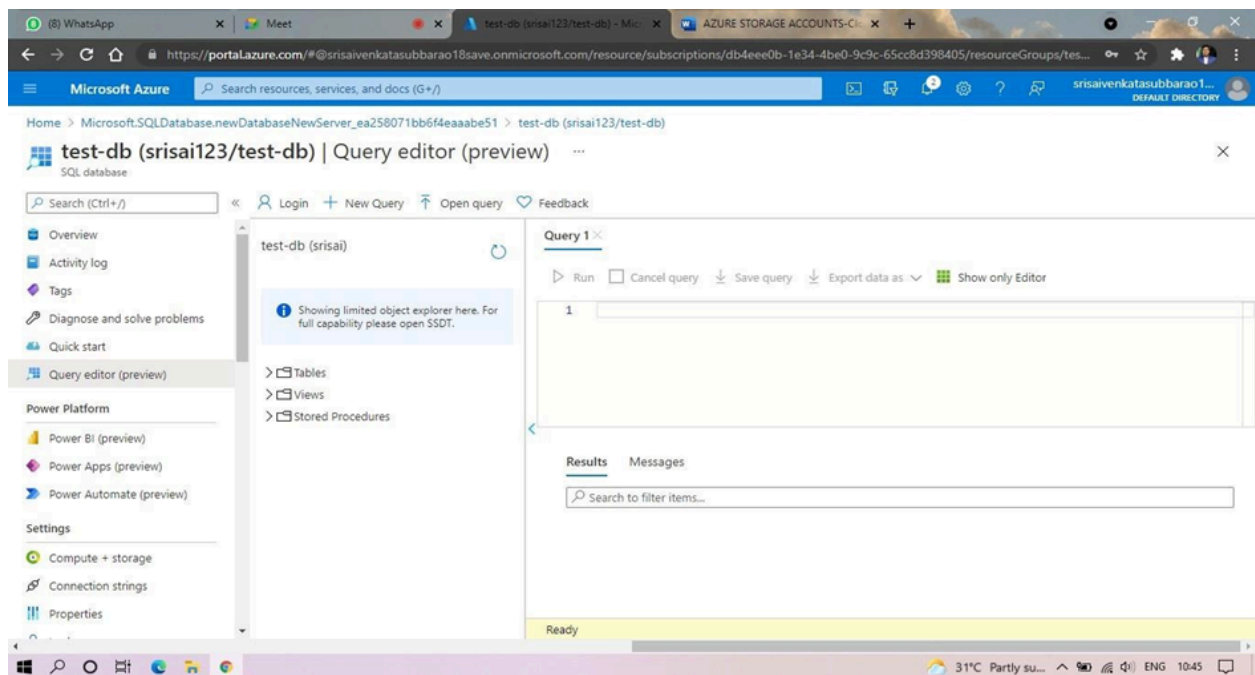 (8) WhatsApp
Meet
test-db (srisai123/test-db) - Mic
AZURE STORAGE ACCOUNTS-Cl
https://portal.azure.com/#@srisaivenkatasubbarao18save.onmicrosoft.com/resource/subscriptions/db4eee0b-1e34-4be0-9c9c-65cc8d398405/resourceGroups/tes...
Microsoft Azure
Search resources, services, and docs (G+/)
2
srisaivenkatasubbarao1...
DEFAULT DIRECTORY
Home > Microsoft.SQLDatabase.newDatabaseNewServer_ea258071bb6f4eaaabe51 > test-db (srisai123/test-db)
test-db (srisai123/test-db) | Query editor (preview) ...
SQL database
Search (Ctrl+/)
Login
New Query
Open query
Feedback
Overview
Activity log
Tags
Diagnose and solve problems
Quick start
Query editor (preview)
Power Platform
Power BI (preview)
Power Apps (preview)
Power Automate (preview)
Settings
Compute + storage
Connection strings
Properties
test-db (srisai)
Showing limited object explorer here. For
full capability please open SSDT.
Tables
Views
Stored Procedures
Query 1
Run
Cancel query
Save query
Export data as
Show only Editor
1
Results
Messages
Search to filter items...
Ready
31°C Partly su...
ENG
10:45